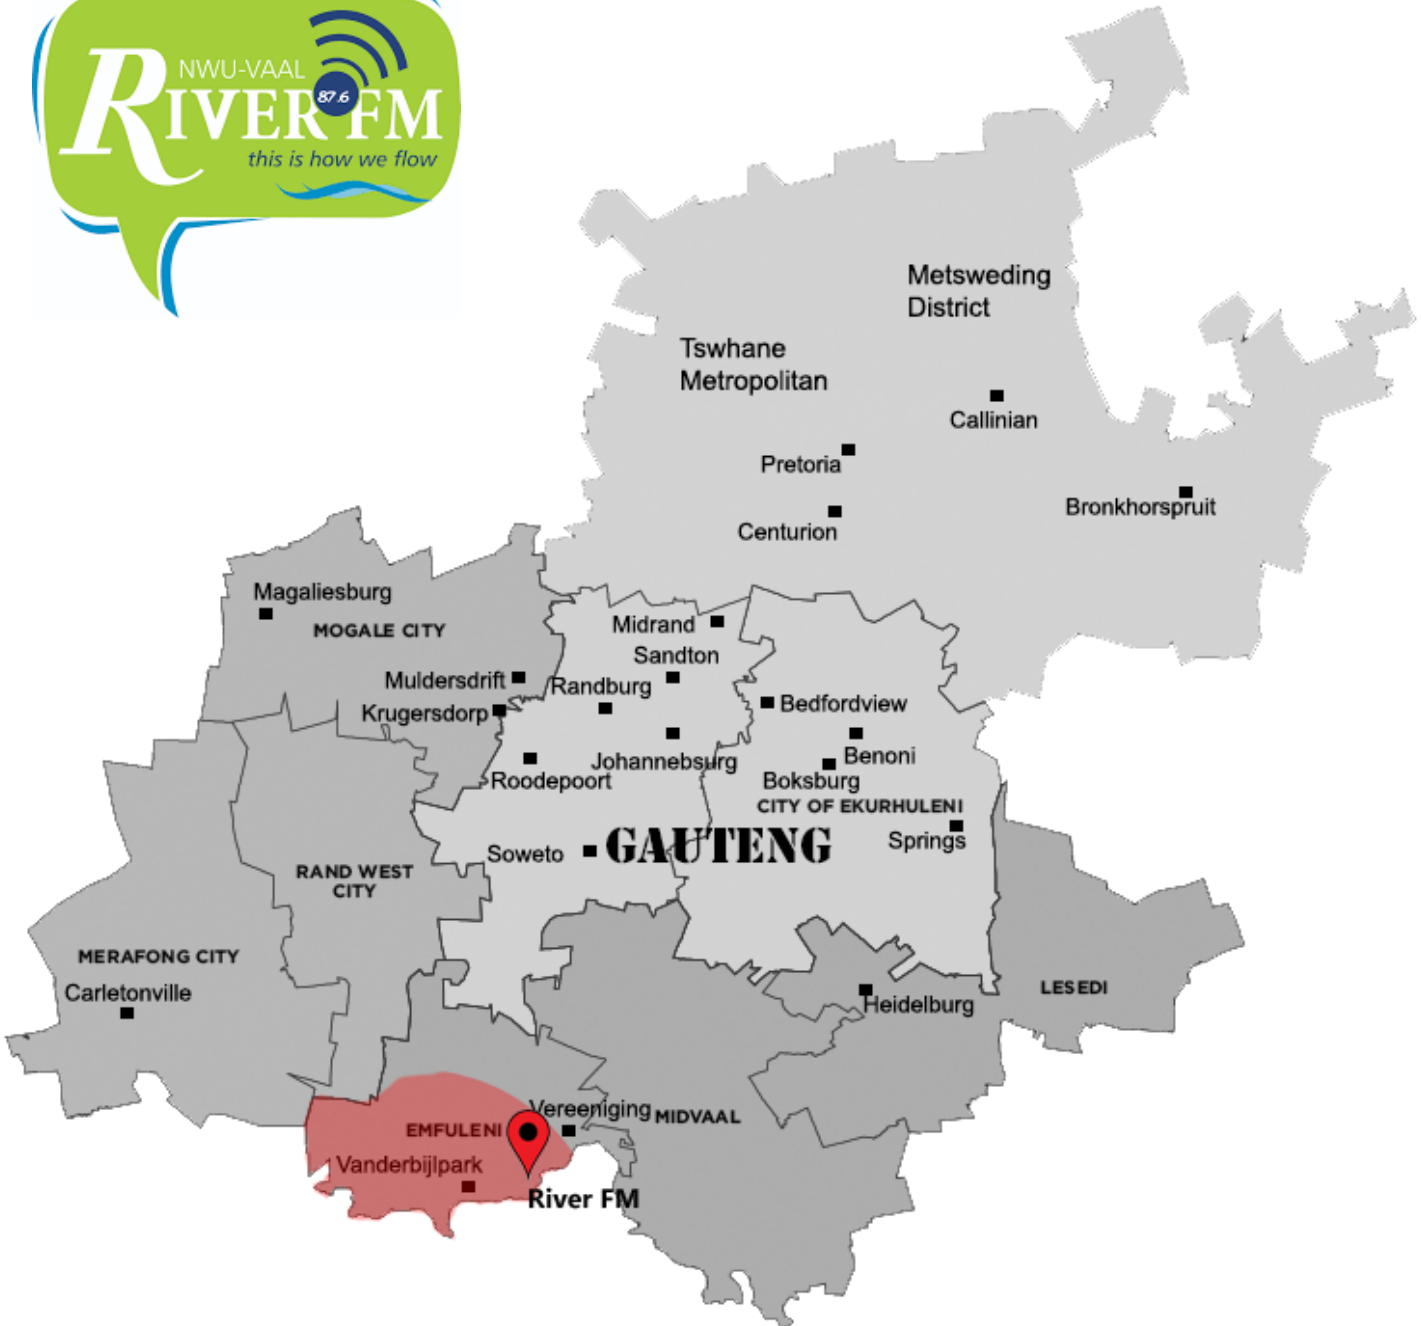 NWU-VAAL
RIVER FM
87.6
this is how we flow
Metsweding
District
Tswhane
Metropolitan
Callinian
Pretoria
Bronkhorspruit
Centurion
Magaliesburg
MOGALE CITY
Midrand
Sandton
Muldersdrift
Randburg
Krugersdorp
Bedfordview
Johannebsurg
Benoni
Roodepoort
Boksburg
CITY OF EKURHULENI
GAUTENG
Springs
Soweto
RAND WEST
CITY
MERAFONG CITY
Carletonville
LESEDI
Heidelburg
Vereeniging
MIDVAAL
EMFULENI
Vanderbijlpark
River FM